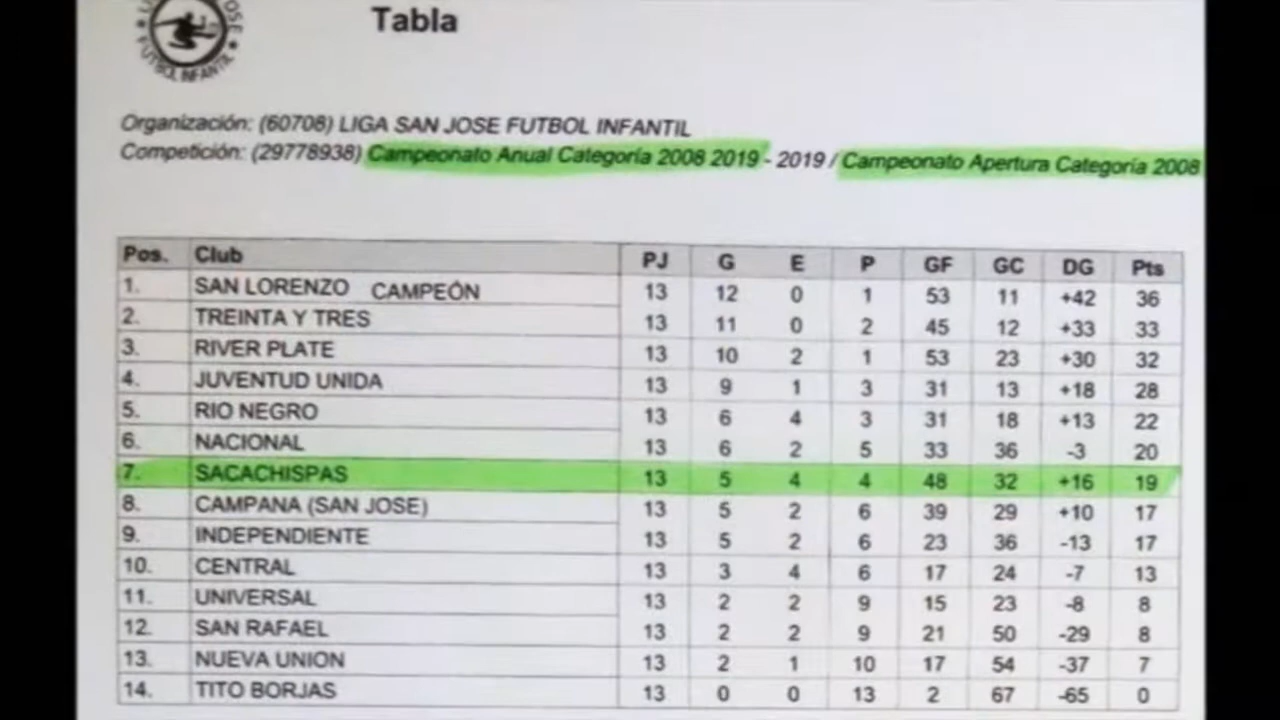 Tabla
FUTBOL INFANTIL
Organización: (60708) LIGA SAN JOSE FUTBOL INFANTIL
Competición: (29778938) Campeonato Anual Categoría 2008 2019 - 2019 / Campeonato Apertura Categoría 2008
Pos. Club PJ G E P GF GC DG Pts
1. SAN LORENZO CAMPEÓN 13 12 0 1 53 11 +42 36
2. TREINTA Y TRES 13 11 0 2 45 12 +33 33
3. RIVER PLATE 13 10 2 1 53 23 +30 32
4. JUVENTUD UNIDA 13 9 1 3 31 13 +18 28
5. RIO NEGRO 13 6 4 3 31 18 +13 22
6. NACIONAL 13 6 2 5 33 36 -3 20
7. SACACHISPAS 13 5 4 4 48 32 +16 19
8. CAMPANA (SAN JOSE) 13 5 2 6 39 29 +10 17
9. INDEPENDIENTE 13 5 2 6 23 36 -13 17
10. CENTRAL 13 3 4 6 17 24 -7 13
11. UNIVERSAL 13 2 2 9 15 23 -8 8
12. SAN RAFAEL 13 2 2 9 21 50 -29 8
13. NUEVA UNION 13 2 1 10 17 54 -37 7
14. TITO BORJAS 13 0 0 13 2 67 -65 0